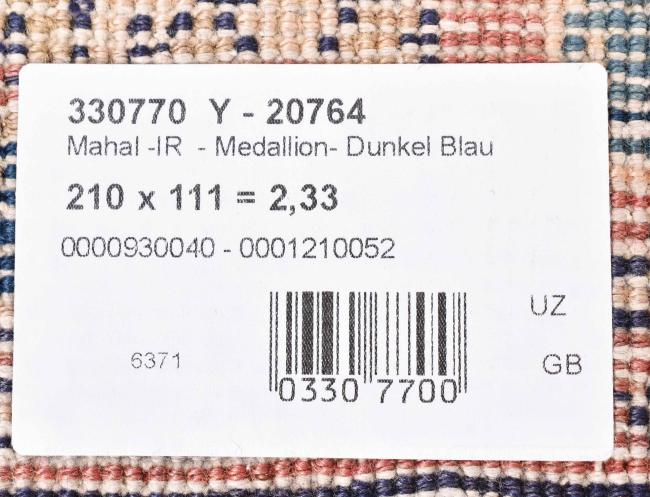 330770 Y - 20764
Mahal -IR - Medallion- Dunkel Blau
210 x 111 = 2,33
0000930040 - 0001210052
UZ
6371
GB
0330 7700